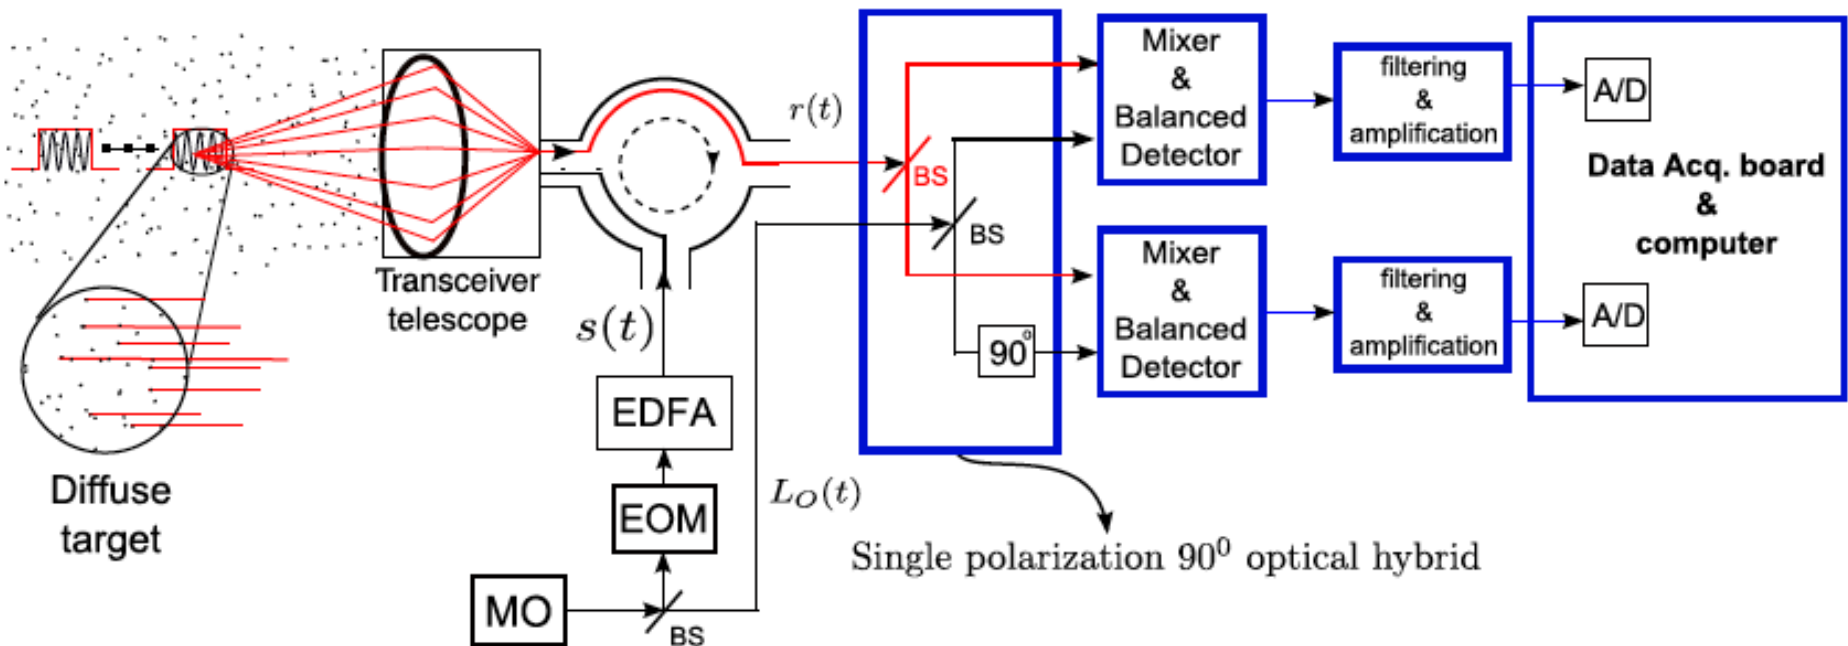 Mixer
&
Balanced
Detector
filtering
&
amplification
A/D
r(t)
BS
Data Acq. board
&
computer
BS
Transceiver
telescope
s(t)
Mixer
&
Balanced
Detector
filtering
&
amplification
A/D
90°
EDFA
Diffuse
target
EOM
L_O(t)
Single polarization 90⁰ optical hybrid
MO
BS